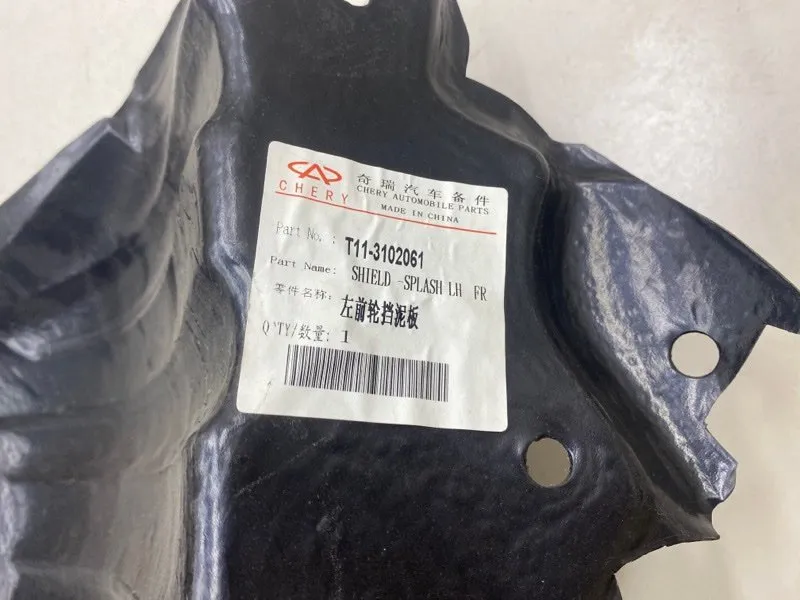 CHERY
奇瑞汽车备件
CHERY AUTOMOBILE PARTS
MADE IN CHINA
Part No. : T11-3102061
Part Name: SHIELD -SPLASH LH FR
零件名称: 左前轮挡泥板
Q'TY/数量: 1